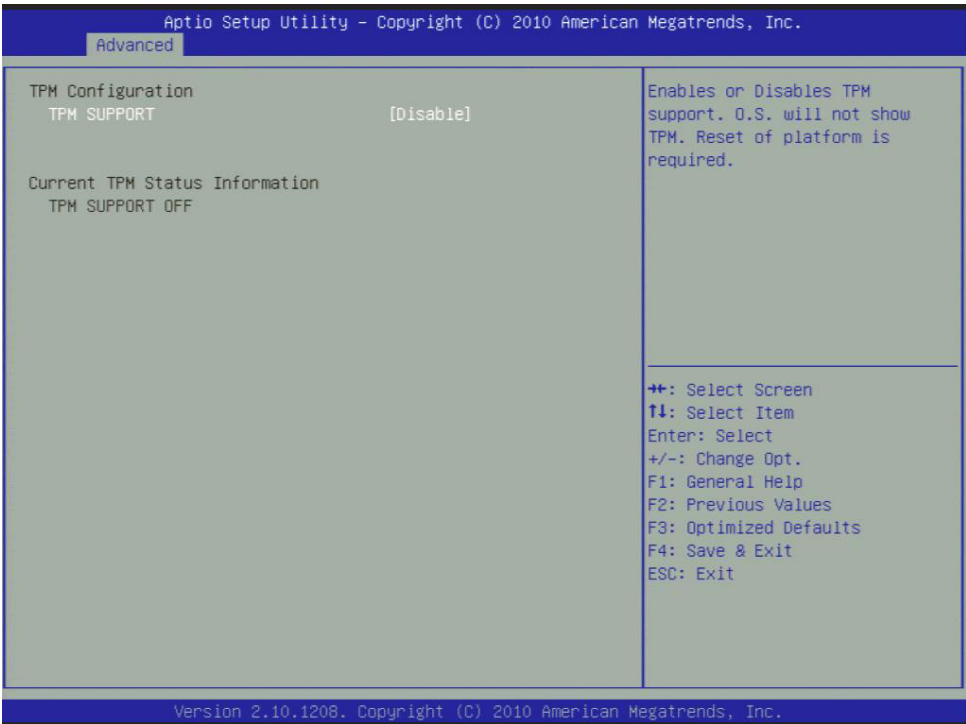 Aptio Setup Utility – Copyright (C) 2010 American Megatrends, Inc.
Advanced
TPM Configuration
TPM SUPPORT [Disable]
Current TPM Status Information
TPM SUPPORT OFF
Enables or Disables TPM
support. O.S. will not show
TPM. Reset of platform is
required.
→←: Select Screen
↑↓: Select Item
Enter: Select
+/-: Change Opt.
F1: General Help
F2: Previous Values
F3: Optimized Defaults
F4: Save & Exit
ESC: Exit
Version 2.10.1208. Copyright (C) 2010 American Megatrends, Inc.